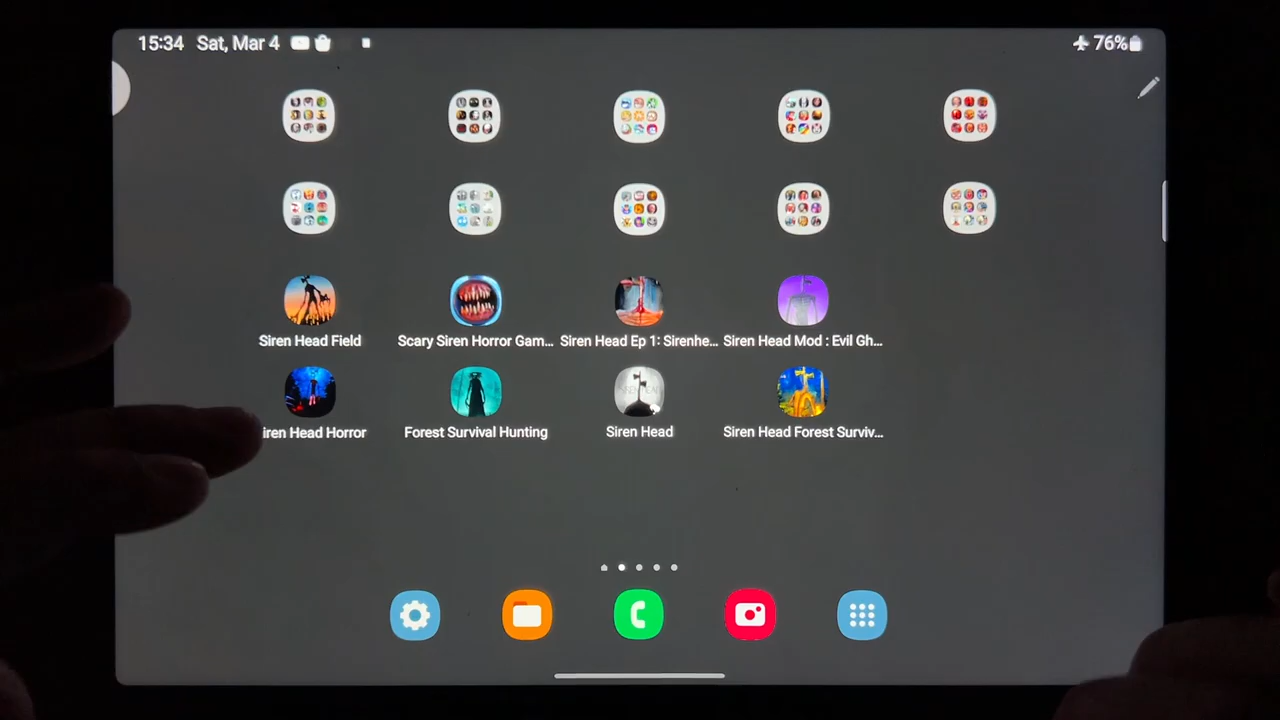 15:34 Sat, Mar 4 76%
Siren Head Field
Scary Siren Horror Gam...
Siren Head Ep 1: Sirenhe...
Siren Head Mod : Evil Gh...
iren Head Horror
Forest Survival Hunting
Siren Head
Siren Head Forest Surviv...